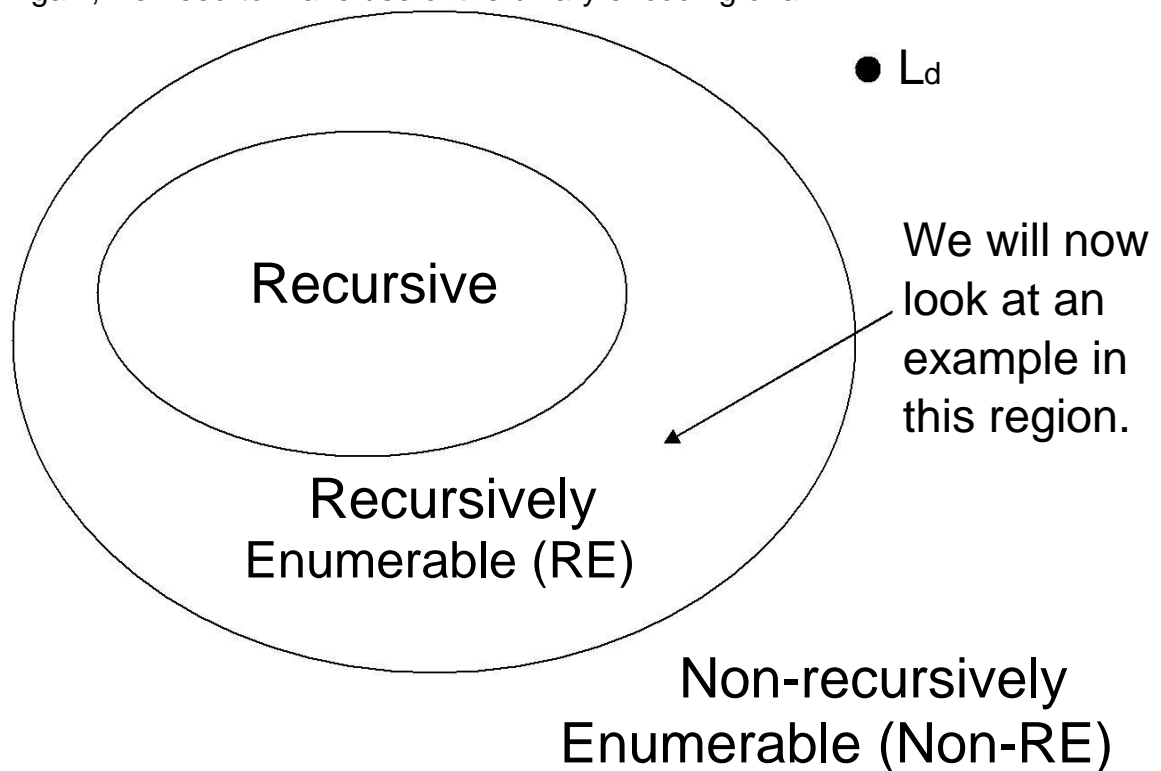 ● Ld
We will now
look at an
example in
this region.
Recursive
Recursively
Enumerable (RE)
Non-recursively
Enumerable (Non-RE)